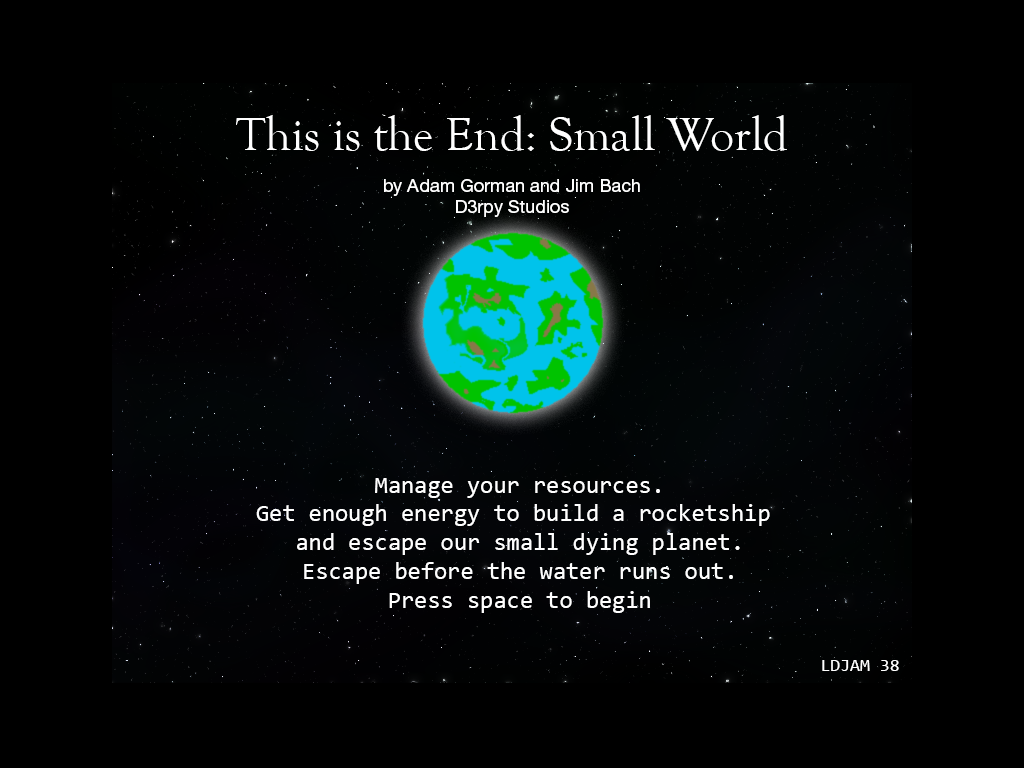 This is the End: Small World
by Adam Gorman and Jim Bach
D3rpy Studios
Manage your resources.
Get enough energy to build a rocketship
and escape our small dying planet.
Escape before the water runs out.
Press space to begin
LDJAM 38